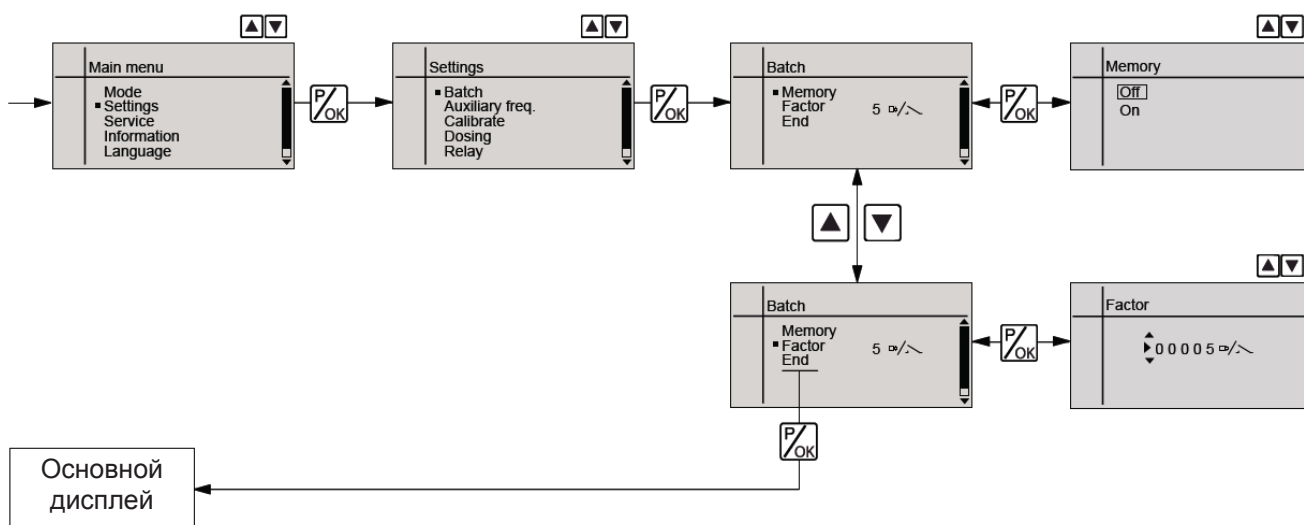 Main menu
Mode
Settings
Service
Information
Language
P/OK
Settings
Batch
Auxiliary freq.
Calibrate
Dosing
Relay
P/OK
Batch
Memory
Factor 5
End
P/OK
Memory
Off
On
Batch
Memory
Factor 5
End
P/OK
Factor
00005
P/OK
Основной
дисплей